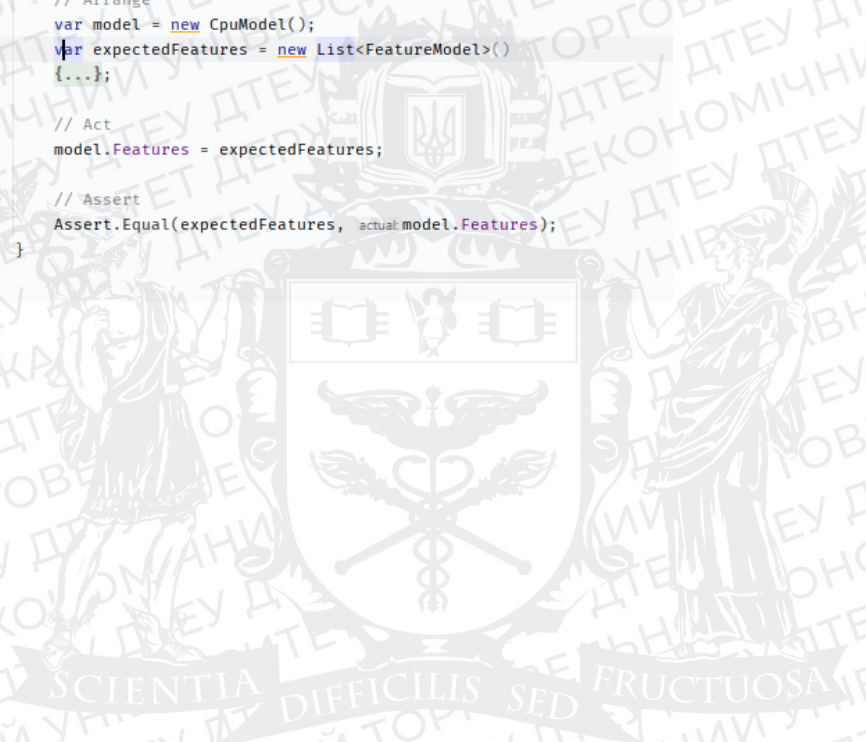 // Arrange
var model = new CpuModel();
var expectedFeatures = new List<FeatureModel>()
{...};
// Act
model.Features = expectedFeatures;
// Assert
Assert.Equal(expectedFeatures, actual: model.Features);
}
SCIENTIA DIFFICILIS SED FRUCTUOSA